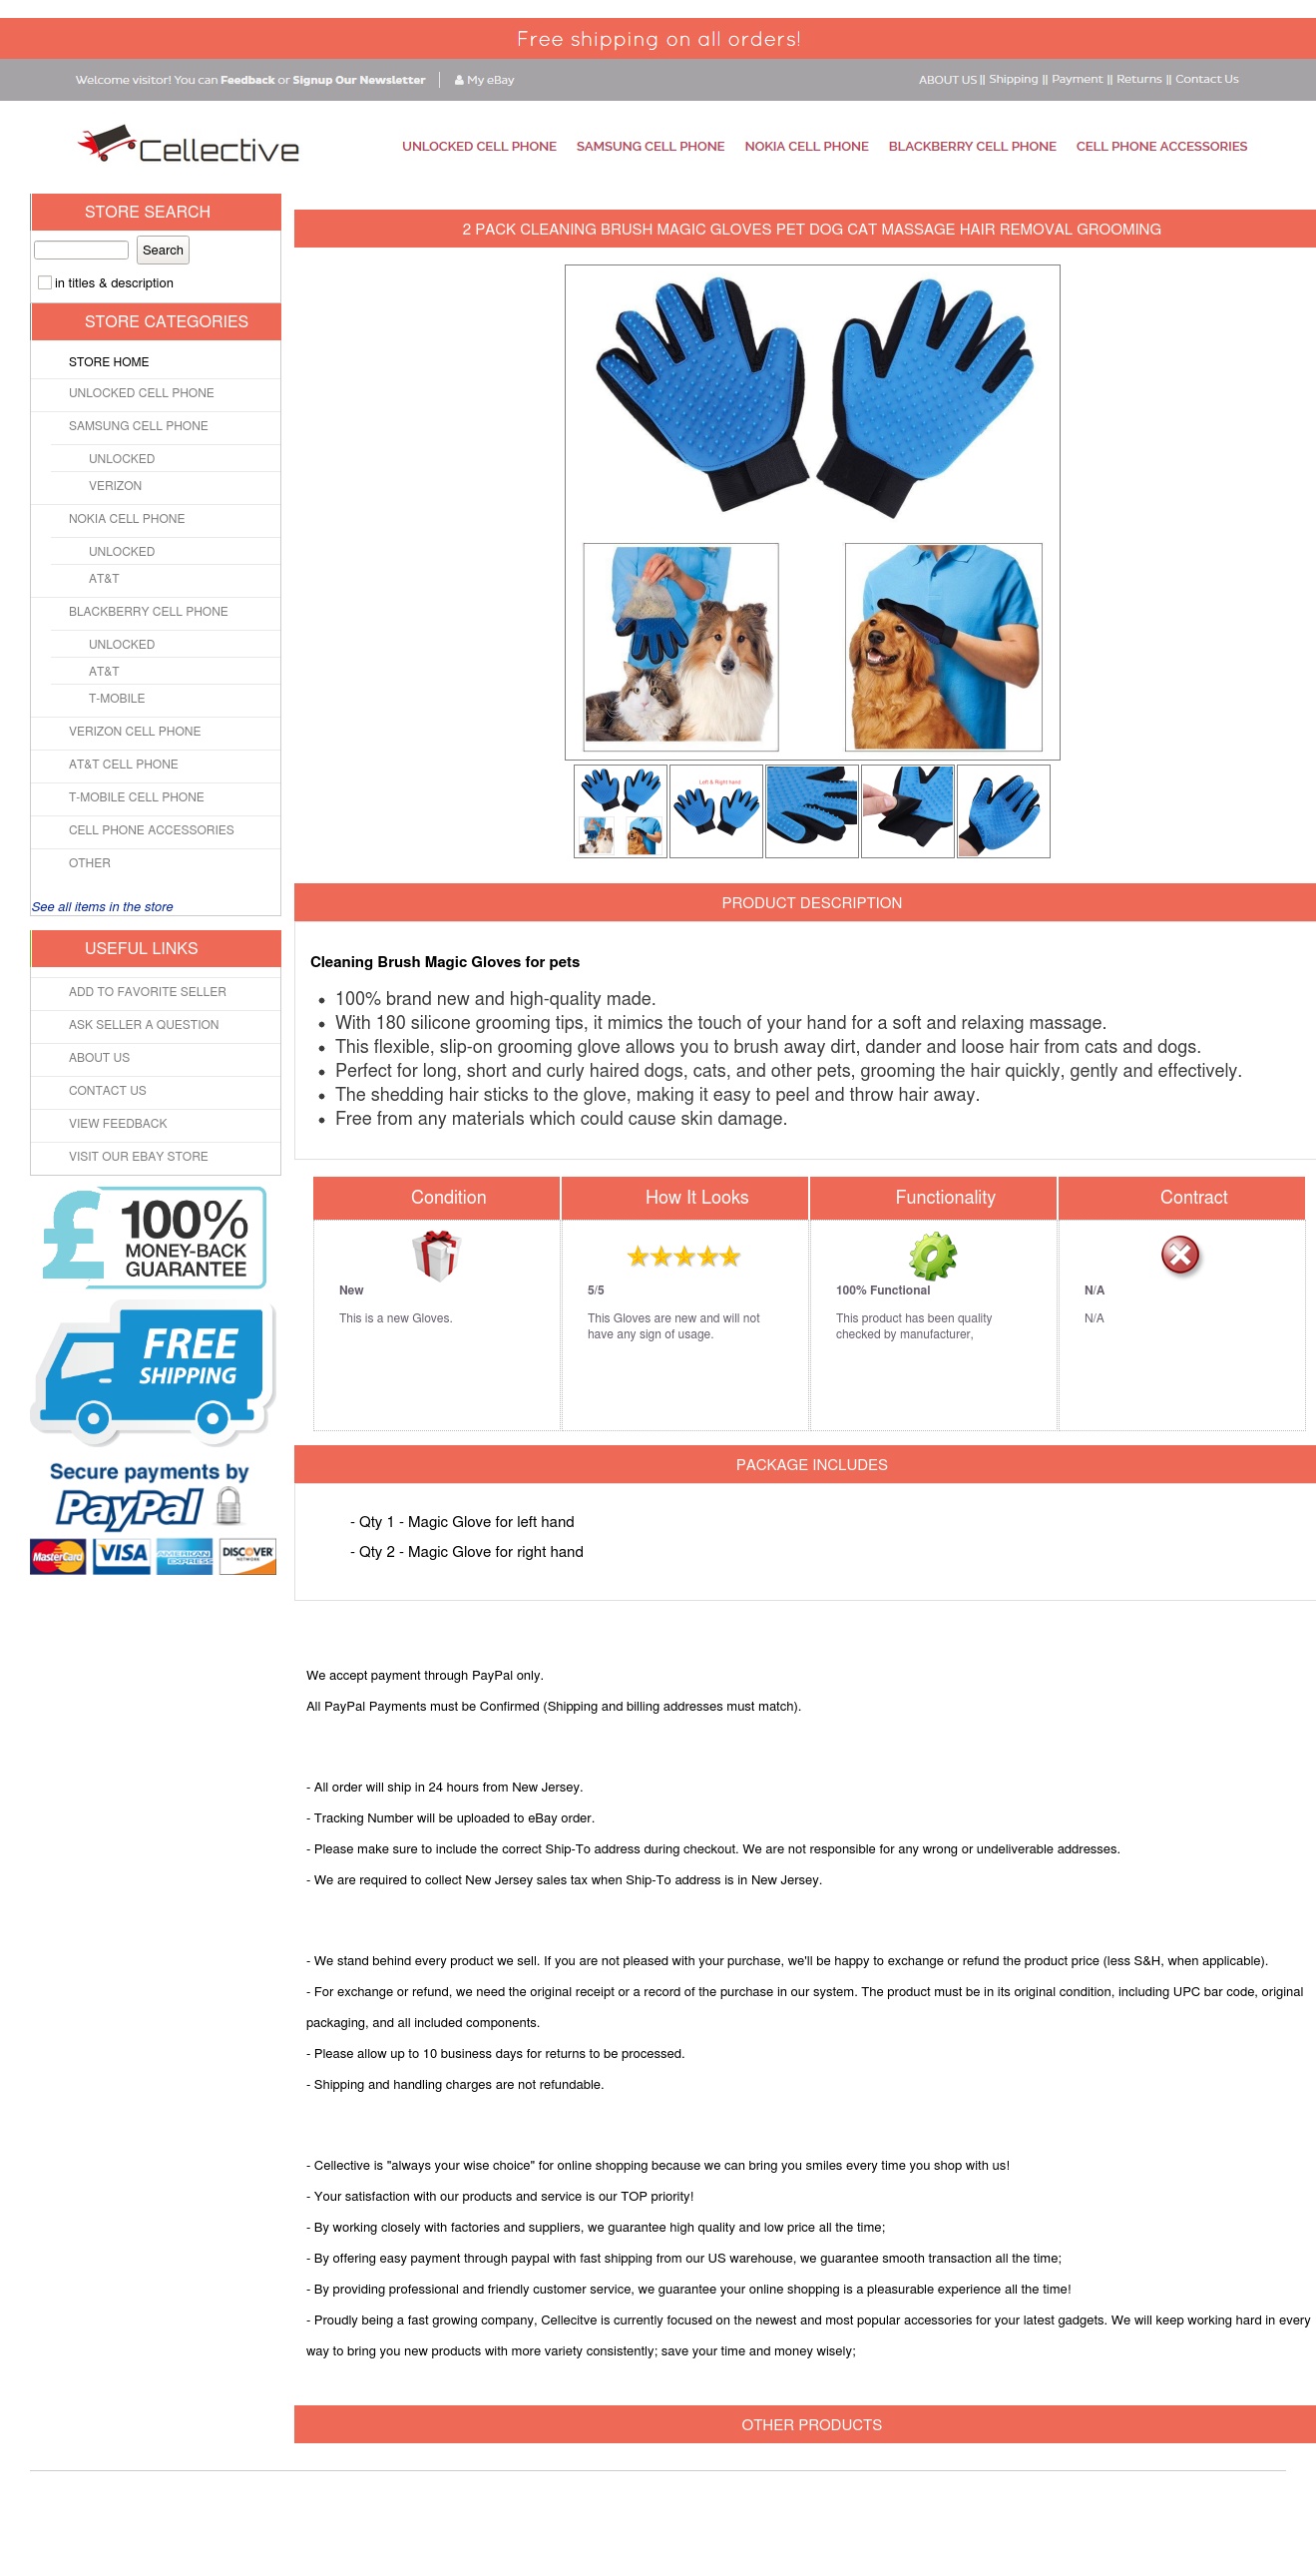 Free shipping on all orders!
Welcome visitor! You can Feedback or Signup Our Newsletter My eBay
ABOUT US || Shipping || Payment || Returns || Contact Us
Cellective
UNLOCKED CELL PHONE SAMSUNG CELL PHONE NOKIA CELL PHONE BLACKBERRY CELL PHONE CELL PHONE ACCESSORIES
STORE SEARCH
Search
in titles & description
STORE CATEGORIES
STORE HOME
UNLOCKED CELL PHONE
SAMSUNG CELL PHONE
UNLOCKED
VERIZON
NOKIA CELL PHONE
UNLOCKED
AT&T
BLACKBERRY CELL PHONE
UNLOCKED
AT&T
T-MOBILE
VERIZON CELL PHONE
AT&T CELL PHONE
T-MOBILE CELL PHONE
CELL PHONE ACCESSORIES
OTHER
See all items in the store
USEFUL LINKS
ADD TO FAVORITE SELLER
ASK SELLER A QUESTION
ABOUT US
CONTACT US
VIEW FEEDBACK
VISIT OUR EBAY STORE
£ 100%
MONEY-BACK
GUARANTEE
FREE
SHIPPING
Secure payments by
PayPal
MasterCard VISA AMERICAN EXPRESS DISCOVER NETWORK
2 PACK CLEANING BRUSH MAGIC GLOVES PET DOG CAT MASSAGE HAIR REMOVAL GROOMING
Left & Right hand
PRODUCT DESCRIPTION
Cleaning Brush Magic Gloves for pets
• 100% brand new and high-quality made.
• With 180 silicone grooming tips, it mimics the touch of your hand for a soft and relaxing massage.
• This flexible, slip-on grooming glove allows you to brush away dirt, dander and loose hair from cats and dogs.
• Perfect for long, short and curly haired dogs, cats, and other pets, grooming the hair quickly, gently and effectively.
• The shedding hair sticks to the glove, making it easy to peel and throw hair away.
• Free from any materials which could cause skin damage.
Condition
New
This is a new Gloves.
How It Looks
5/5
This Gloves are new and will not
have any sign of usage.
Functionality
100% Functional
This product has been quality
checked by manufacturer,
Contract
N/A
N/A
PACKAGE INCLUDES
- Qty 1 - Magic Glove for left hand
- Qty 2 - Magic Glove for right hand
We accept payment through PayPal only.
All PayPal Payments must be Confirmed (Shipping and billing addresses must match).
- All order will ship in 24 hours from New Jersey.
- Tracking Number will be uploaded to eBay order.
- Please make sure to include the correct Ship-To address during checkout. We are not responsible for any wrong or undeliverable addresses.
- We are required to collect New Jersey sales tax when Ship-To address is in New Jersey.
- We stand behind every product we sell. If you are not pleased with your purchase, we'll be happy to exchange or refund the product price (less S&H, when applicable).
- For exchange or refund, we need the original receipt or a record of the purchase in our system. The product must be in its original condition, including UPC bar code, original
packaging, and all included components.
- Please allow up to 10 business days for returns to be processed.
- Shipping and handling charges are not refundable.
- Cellective is "always your wise choice" for online shopping because we can bring you smiles every time you shop with us!
- Your satisfaction with our products and service is our TOP priority!
- By working closely with factories and suppliers, we guarantee high quality and low price all the time;
- By offering easy payment through paypal with fast shipping from our US warehouse, we guarantee smooth transaction all the time;
- By providing professional and friendly customer service, we guarantee your online shopping is a pleasurable experience all the time!
- Proudly being a fast growing company, Cellecitve is currently focused on the newest and most popular accessories for your latest gadgets. We will keep working hard in every
way to bring you new products with more variety consistently; save your time and money wisely;
OTHER PRODUCTS